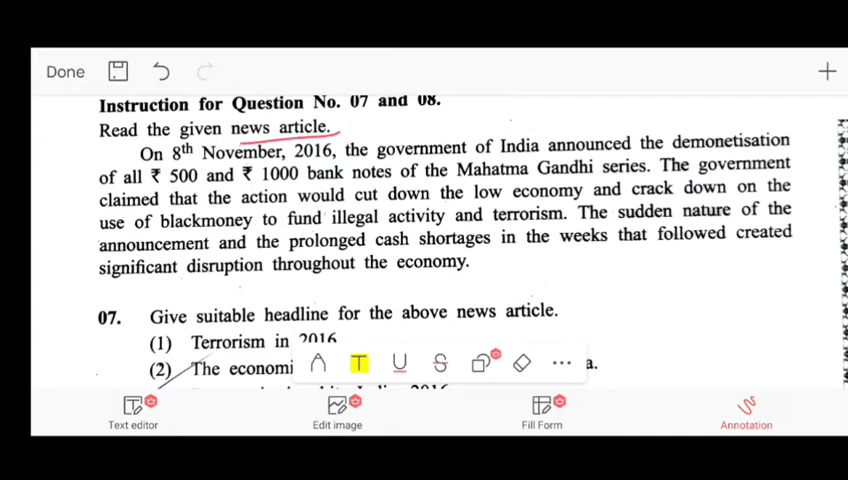 Done
Instruction for Question No. 07 and 08.
Read the given news article.
On 8th November, 2016, the government of India announced the demonetisation
of all ₹ 500 and ₹ 1000 bank notes of the Mahatma Gandhi series. The government
claimed that the action would cut down the low economy and crack down on the
use of blackmoney to fund illegal activity and terrorism. The sudden nature of the
announcement and the prolonged cash shortages in the weeks that followed created
significant disruption throughout the economy.
07. Give suitable headline for the above news article.
(1) Terrorism in 2016
(2) The economi a.
2016
Text editor
Edit image
Fill Form
Annotation